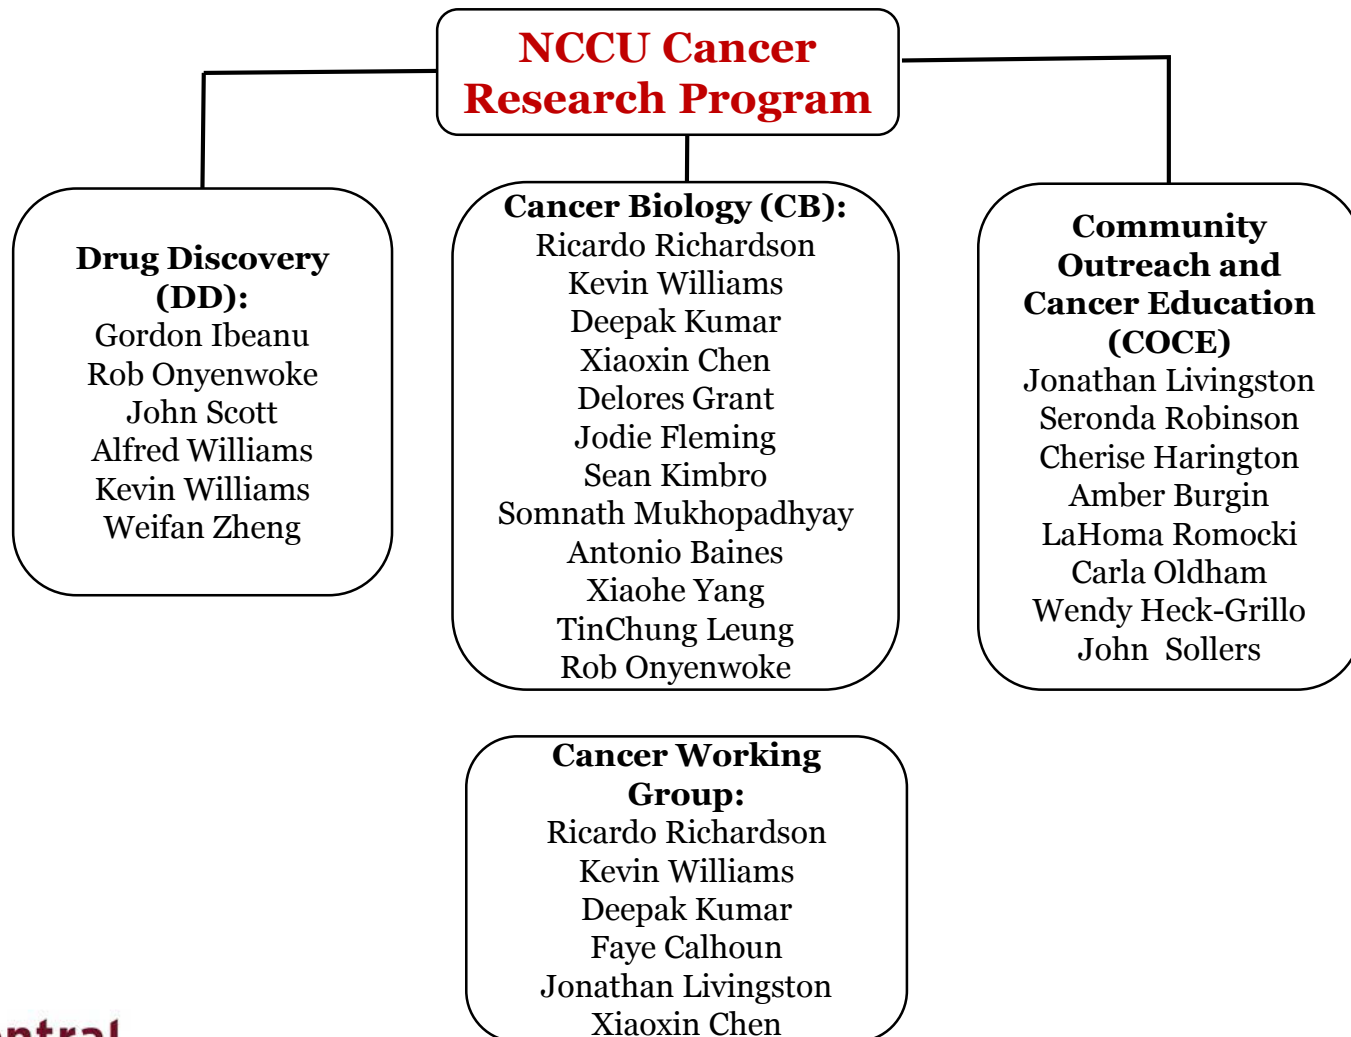 NCCU Cancer
Research Program
Drug Discovery
(DD):
Gordon Ibeanu
Rob Onyenwoke
John Scott
Alfred Williams
Kevin Williams
Weifan Zheng
Cancer Biology (CB):
Ricardo Richardson
Kevin Williams
Deepak Kumar
Xiaoxin Chen
Delores Grant
Jodie Fleming
Sean Kimbro
Somnath Mukhopadhyay
Antonio Baines
Xiaohe Yang
TinChung Leung
Rob Onyenwoke
Community
Outreach and
Cancer Education
(COCE)
Jonathan Livingston
Seronda Robinson
Cherise Harington
Amber Burgin
LaHoma Romocki
Carla Oldham
Wendy Heck-Grillo
John  Sollers
Cancer Working
Group:
Ricardo Richardson
Kevin Williams
Deepak Kumar
Faye Calhoun
Jonathan Livingston
Xiaoxin Chen